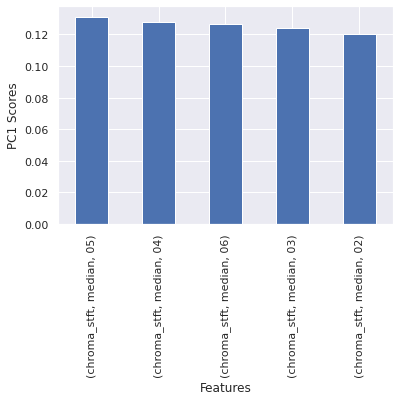 0.12
0.10
0.08
0.06
0.04
0.02
0.00
PC1 Scores
(chroma_stft, median, 05)
(chroma_stft, median, 04)
(chroma_stft, median, 06)
(chroma_stft, median, 03)
(chroma_stft, median, 02)
Features